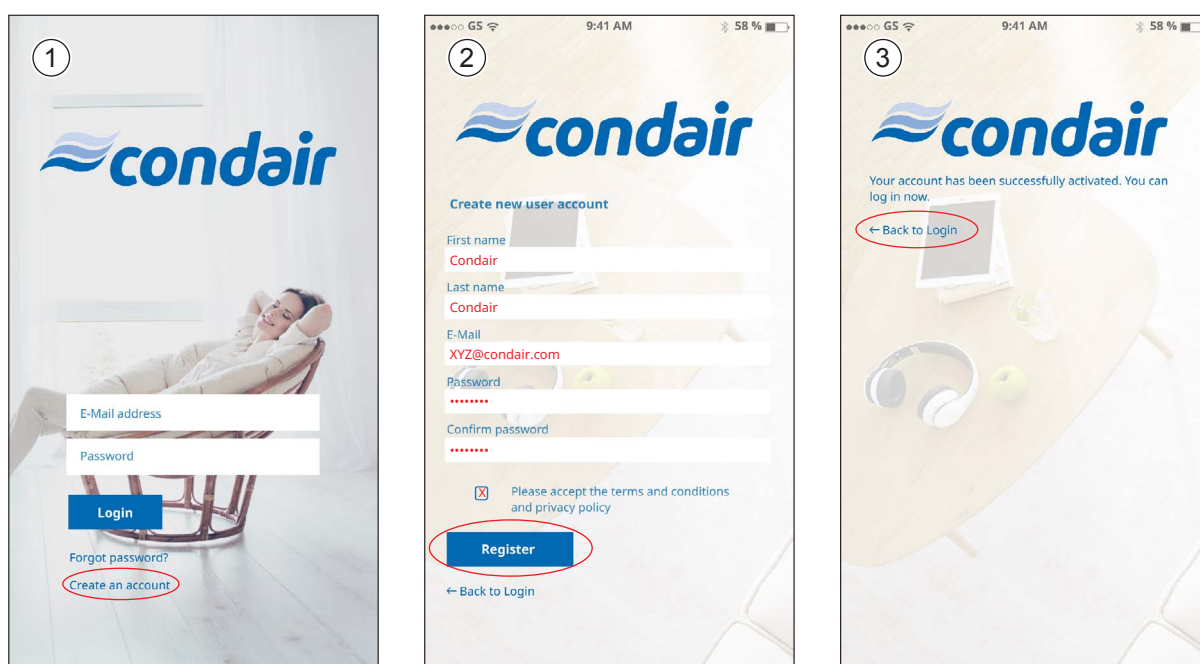 1
condair
E-Mail address
Password
Login
Forgot password?
Create an account
GS 9:41 AM 58 %
2
condair
Create new user account
First name
Condair
Last name
Condair
E-Mail
XYZ@condair.com
Password
••••••••
Confirm password
••••••••
X Please accept the terms and conditions
and privacy policy
Register
← Back to Login
GS 9:41 AM 58 %
3
condair
Your account has been successfully activated. You can
log in now.
← Back to Login